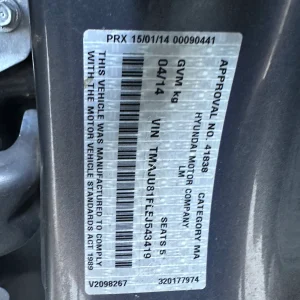 PRX 15/01/14 00090441
APPROVAL NO. 41838 CATEGORY MA
HYUNDAI MOTOR COMPANY LM
GVM kg SEATS 5
04/14 VIN TMAJU81FLEJ543419
THIS VEHICLE WAS MANUFACTURED TO COMPLY
WITH THE MOTOR VEHICLE STANDARDS ACT 1989
V2098267 320177974